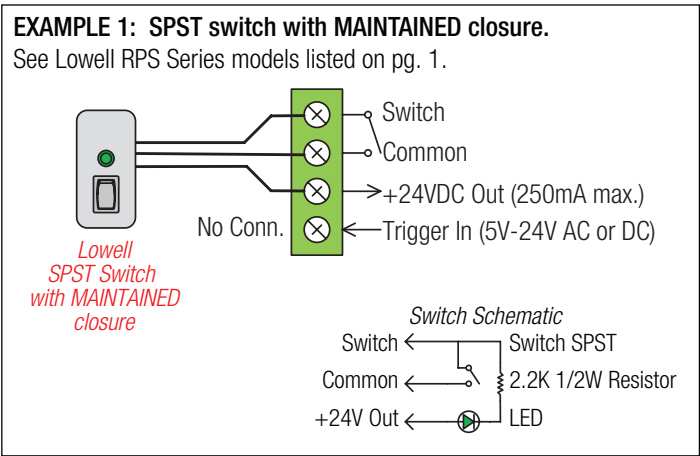 EXAMPLE 1: SPST switch with MAINTAINED closure.
See Lowell RPS Series models listed on pg. 1.
Switch
Common
+24VDC Out (250mA max.)
No Conn.
Trigger In (5V-24V AC or DC)
Lowell
SPST Switch
with MAINTAINED
closure
Switch Schematic
Switch
Switch SPST
Common
2.2K 1/2W Resistor
+24V Out
LED